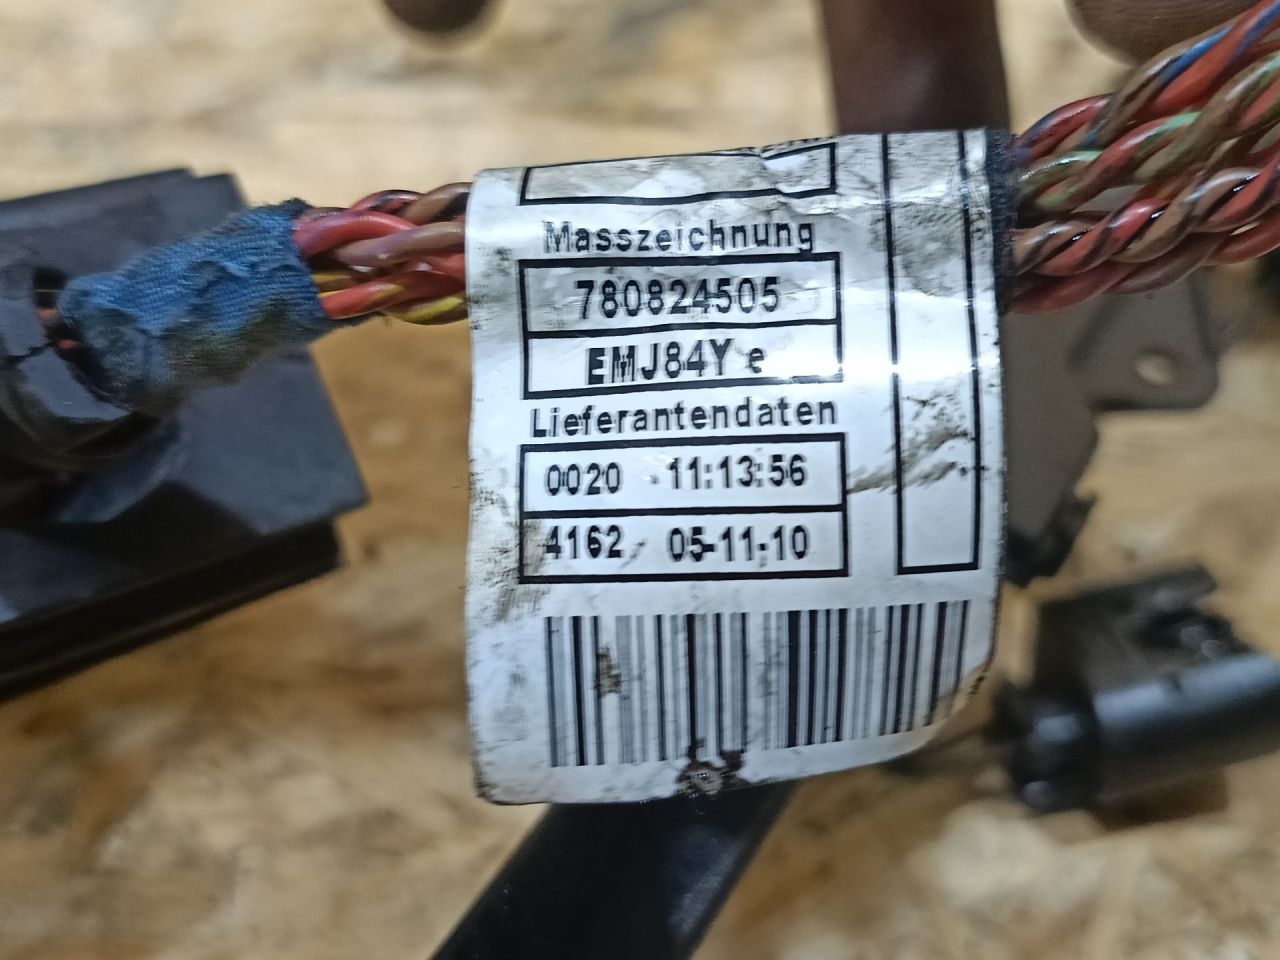 Masszeichnung
780824505
EMJ84Y e
Lieferantendaten
0020 11:13:56
4162 05-11-10